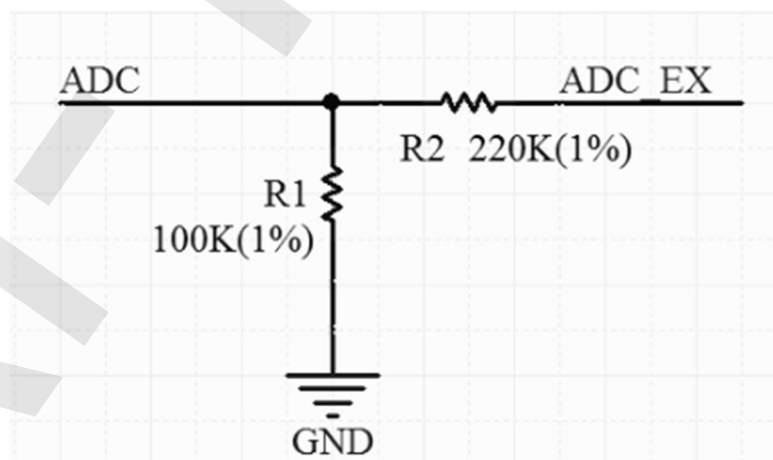 ADC
ADC_EX
R2 220K(1%)
R1
100K(1%)
GND